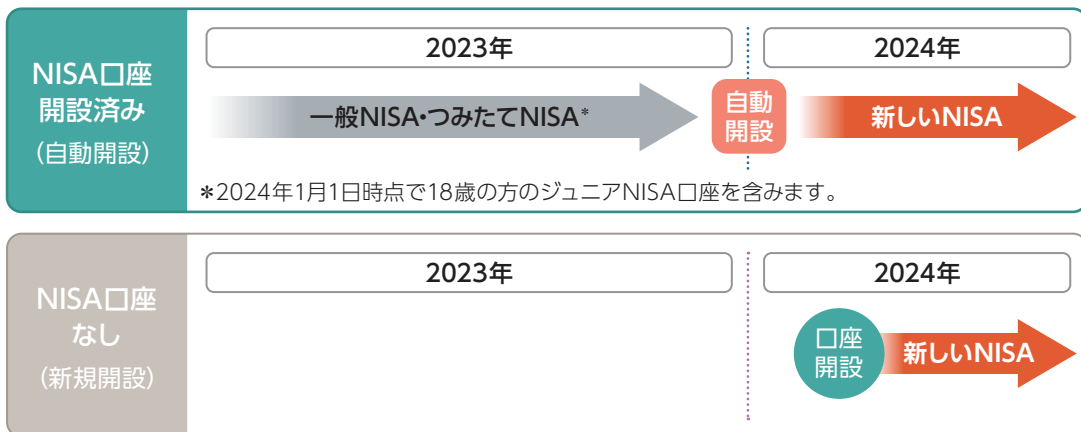 NISA口座
開設済み
（自動開設）
2023年
2024年
一般NISA・つみたてNISA*
自動
開設
新しいNISA
*2024年1月1日時点で18歳の方のジュニアNISA口座を含みます。
NISA口座
なし
（新規開設）
2023年
2024年
口座
開設
新しいNISA